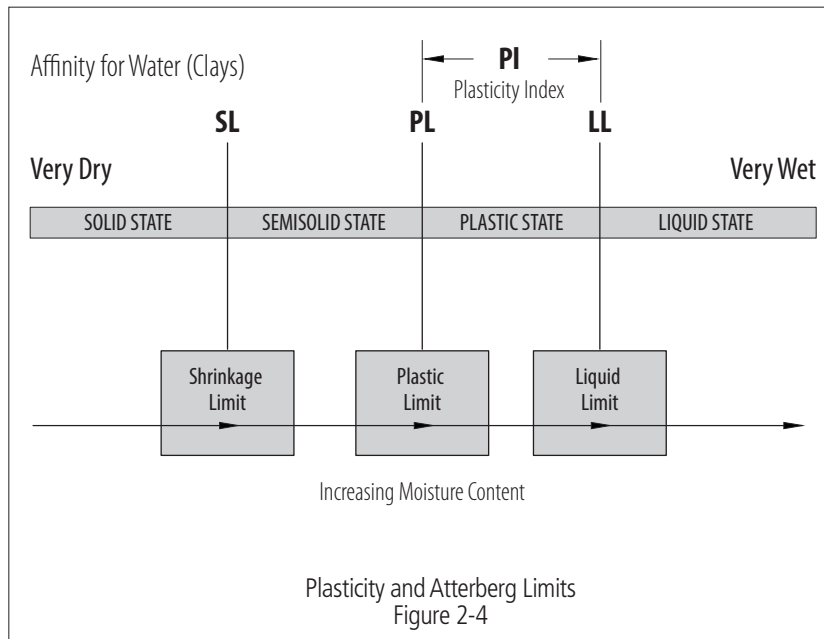 Affinity for Water (Clays)
PI
Plasticity Index
SL
PL
LL
Very Dry
Very Wet
SOLID STATE
SEMISOLID STATE
PLASTIC STATE
LIQUID STATE
Shrinkage
Limit
Plastic
Limit
Liquid
Limit
Increasing Moisture Content
Plasticity and Atterberg Limits
Figure 2-4